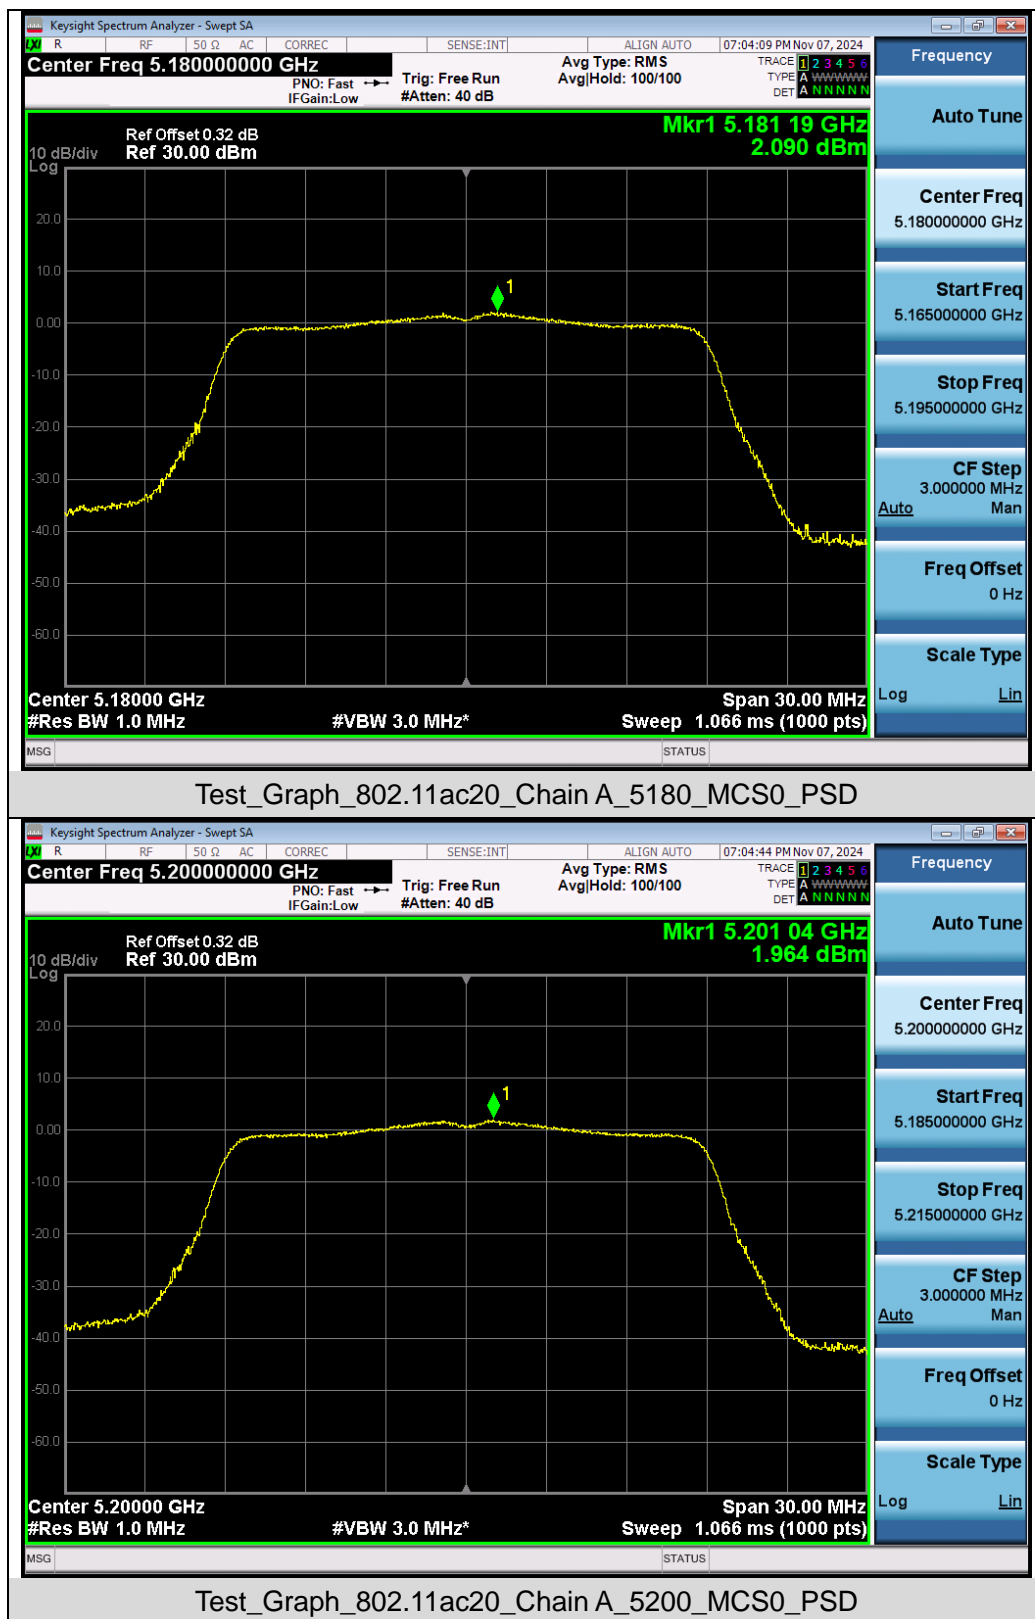 Keysight Spectrum Analyzer - Swept SA
LXI R RF 50 Ω AC CORREC SENSE:INT ALIGN AUTO 07:04:09 PM Nov 07, 2024
Center Freq 5.180000000 GHz Avg Type: RMS TRACE 1 2 3 4 5 6
PNO: Fast Trig: Free Run Avg|Hold: 100/100 TYPE A WWWWW
IFGain:Low #Atten: 40 dB DET A N N N N N
Frequency
Auto Tune
Center Freq
5.180000000 GHz
Start Freq
5.165000000 GHz
Stop Freq
5.195000000 GHz
CF Step
3.000000 MHz
Auto Man
Freq Offset
0 Hz
Scale Type
Log Lin
Mkr1 5.181 19 GHz
Ref Offset 0.32 dB
10 dB/div Ref 30.00 dBm 2.090 dBm
Log
20.0
10.0
1
0.00
-10.0
-20.0
-30.0
-40.0
-50.0
-60.0
Center 5.18000 GHz Span 30.00 MHz
#Res BW 1.0 MHz #VBW 3.0 MHz* Sweep 1.066 ms (1000 pts)
MSG STATUS
Test_Graph_802.11ac20_Chain A_5180_MCS0_PSD
Keysight Spectrum Analyzer - Swept SA
LXI R RF 50 Ω AC CORREC SENSE:INT ALIGN AUTO 07:04:44 PM Nov 07, 2024
Center Freq 5.200000000 GHz Avg Type: RMS TRACE 1 2 3 4 5 6
PNO: Fast Trig: Free Run Avg|Hold: 100/100 TYPE A WWWWW
IFGain:Low #Atten: 40 dB DET A N N N N N
Frequency
Auto Tune
Center Freq
5.200000000 GHz
Start Freq
5.185000000 GHz
Stop Freq
5.215000000 GHz
CF Step
3.000000 MHz
Auto Man
Freq Offset
0 Hz
Scale Type
Log Lin
Mkr1 5.201 04 GHz
Ref Offset 0.32 dB
10 dB/div Ref 30.00 dBm 1.964 dBm
Log
20.0
10.0
1
0.00
-10.0
-20.0
-30.0
-40.0
-50.0
-60.0
Center 5.20000 GHz Span 30.00 MHz
#Res BW 1.0 MHz #VBW 3.0 MHz* Sweep 1.066 ms (1000 pts)
MSG STATUS
Test_Graph_802.11ac20_Chain A_5200_MCS0_PSD